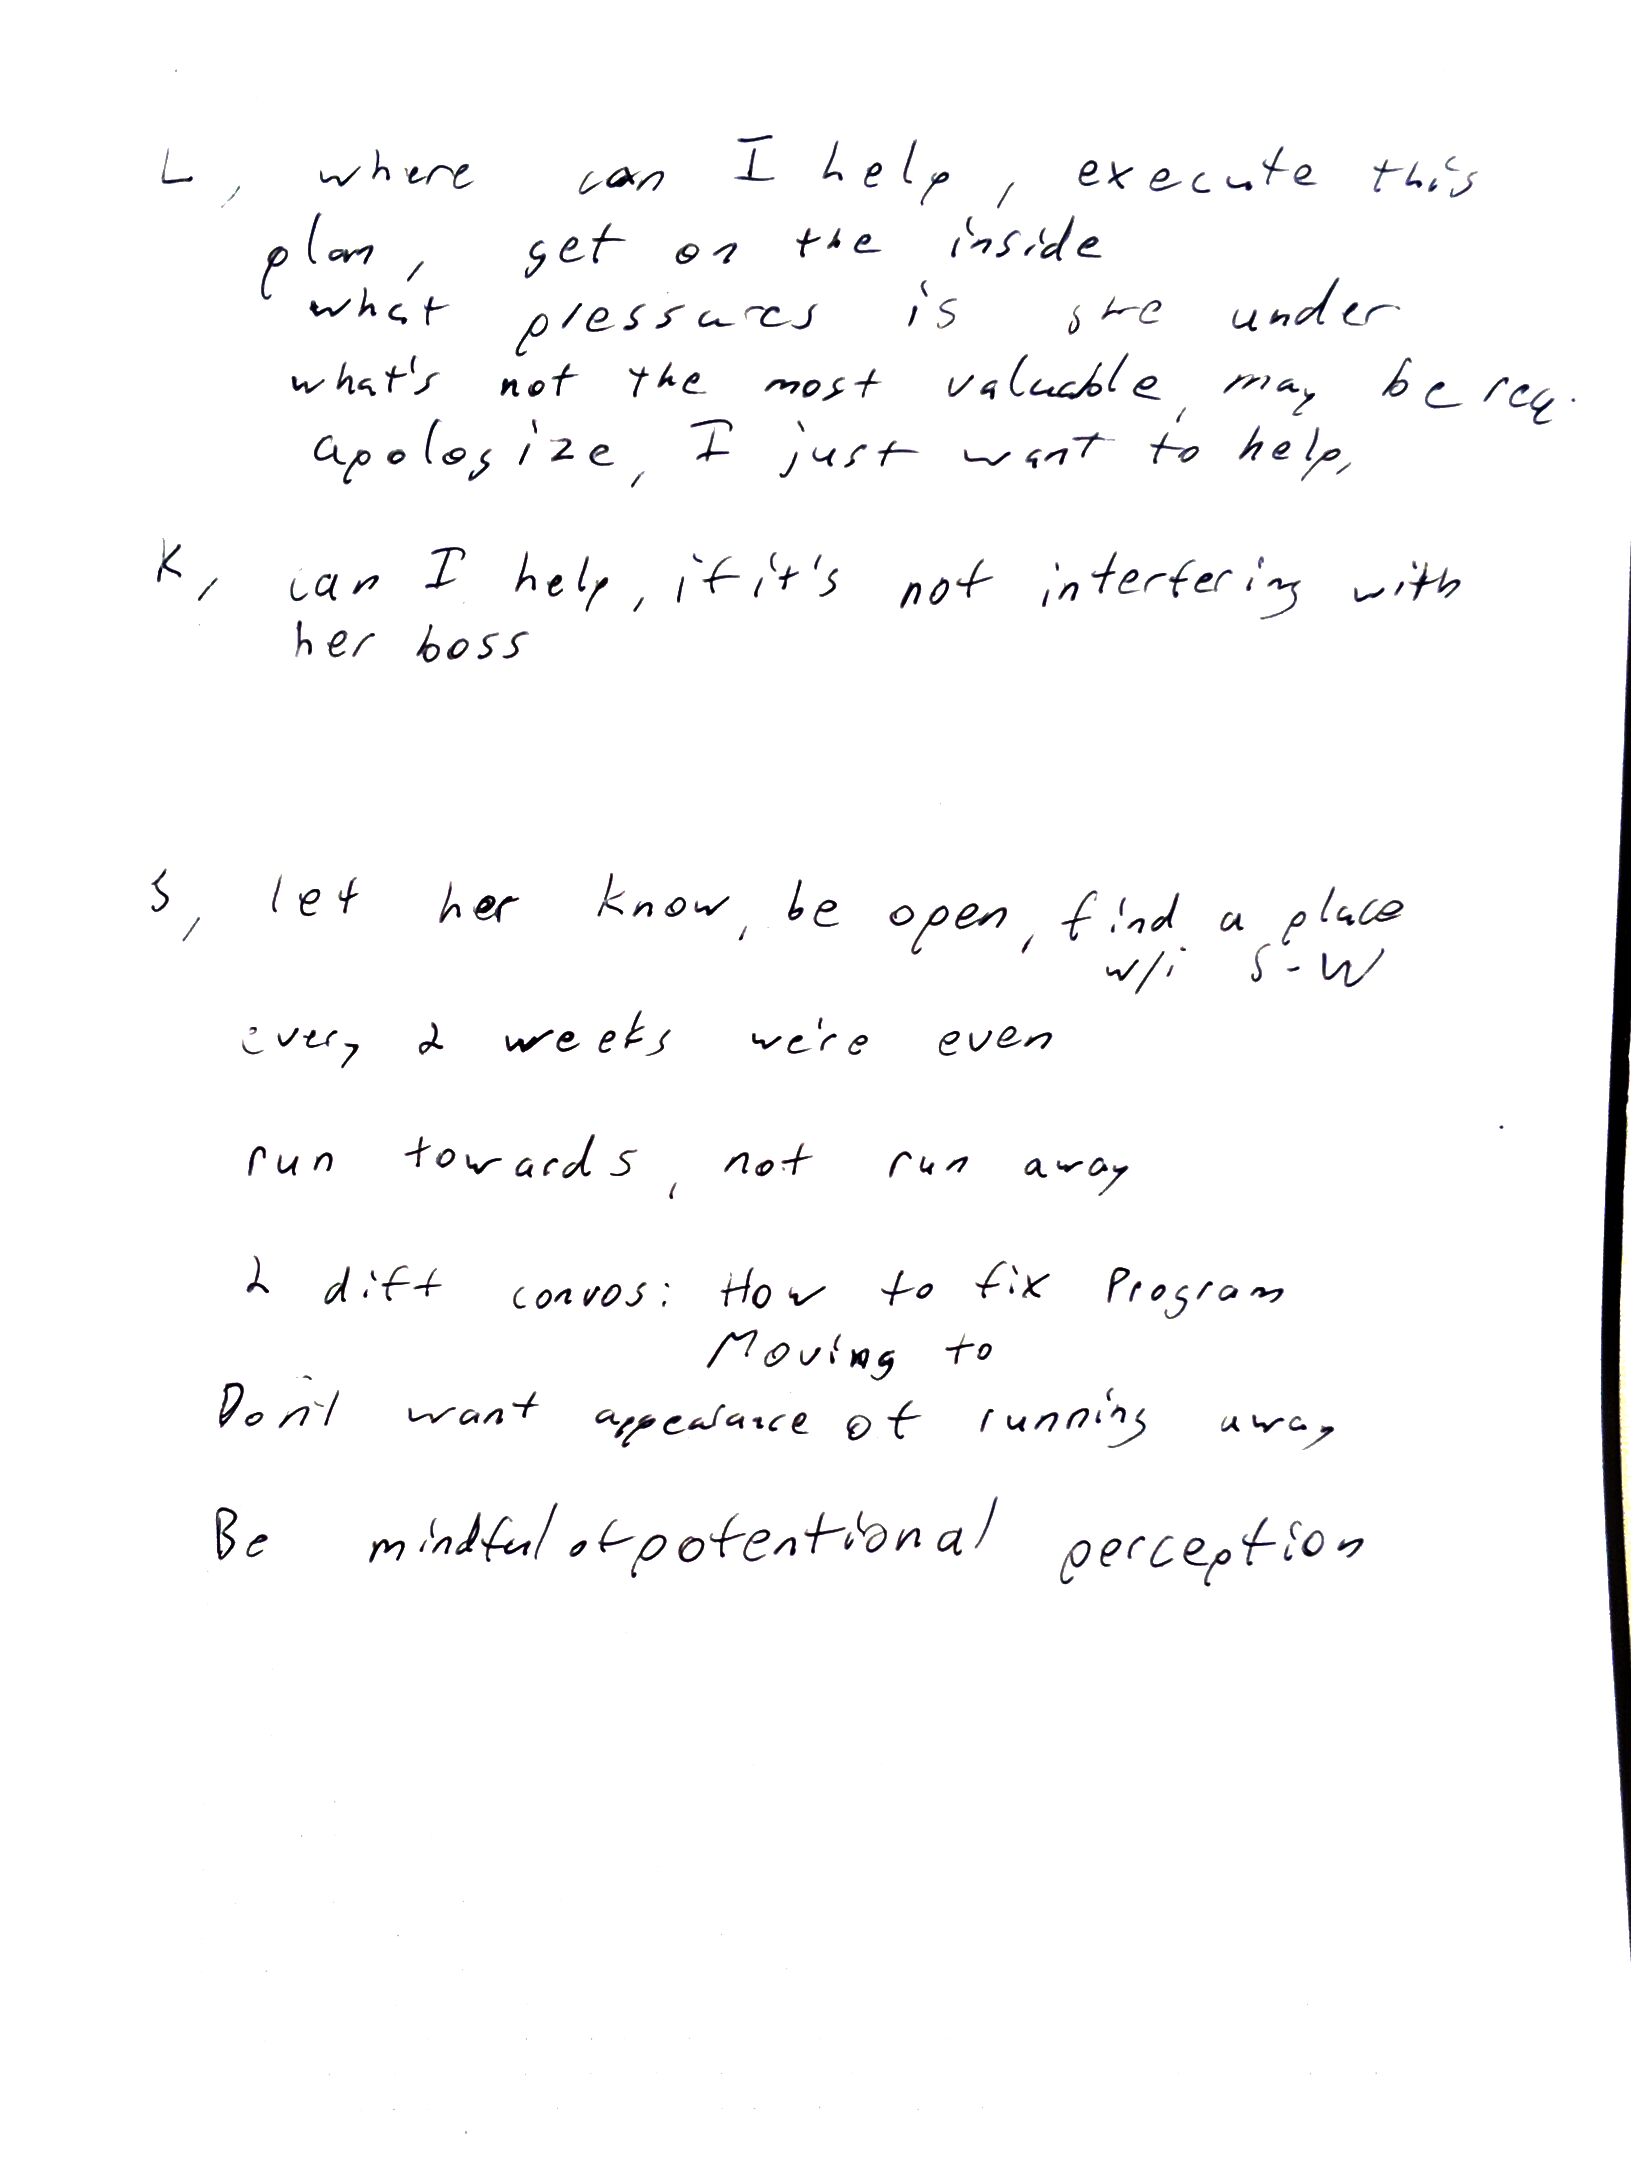 L, where can I help, execute this
plan, get on the inside
what pressures is she under
what's not the most valuable, may be req.
apologize, I just want to help,
K, can I help, if it's not interfering with
her boss
S, let her know, be open, find a place
w/i S-W
every 2 weeks we're even
run towards, not run away
2 diff convos: How to fix Program
Moving to
Don't want appearance of running away
Be mindful of potentional perception